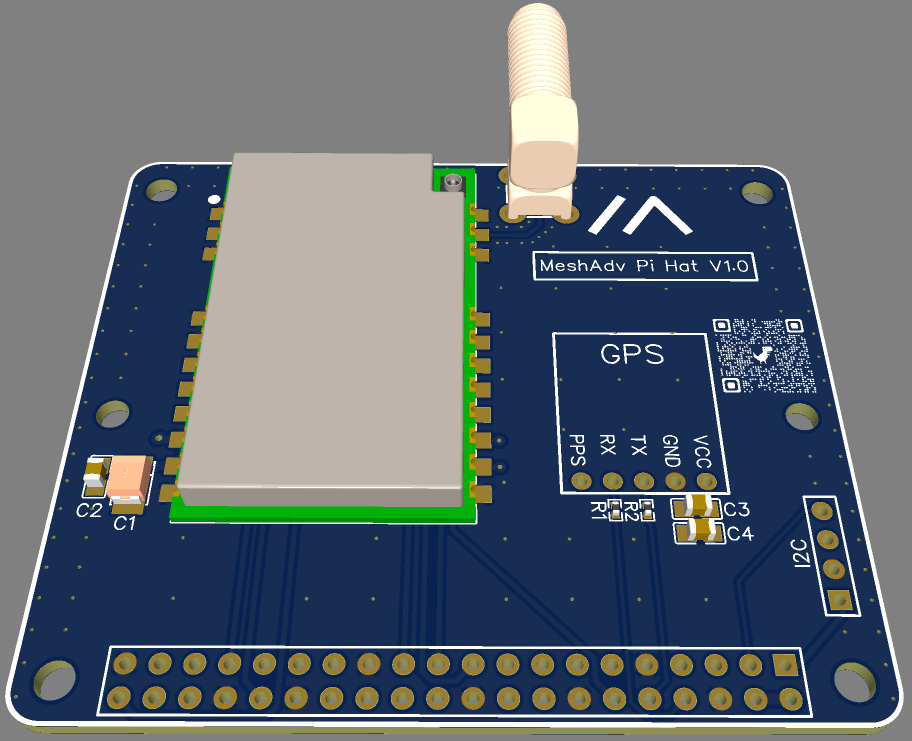 MeshAdv Pi Hat V1.0
GPS
PPS
RX
TX
GND
VCC
C2
C1
R1
R2
C3
C4
I2C